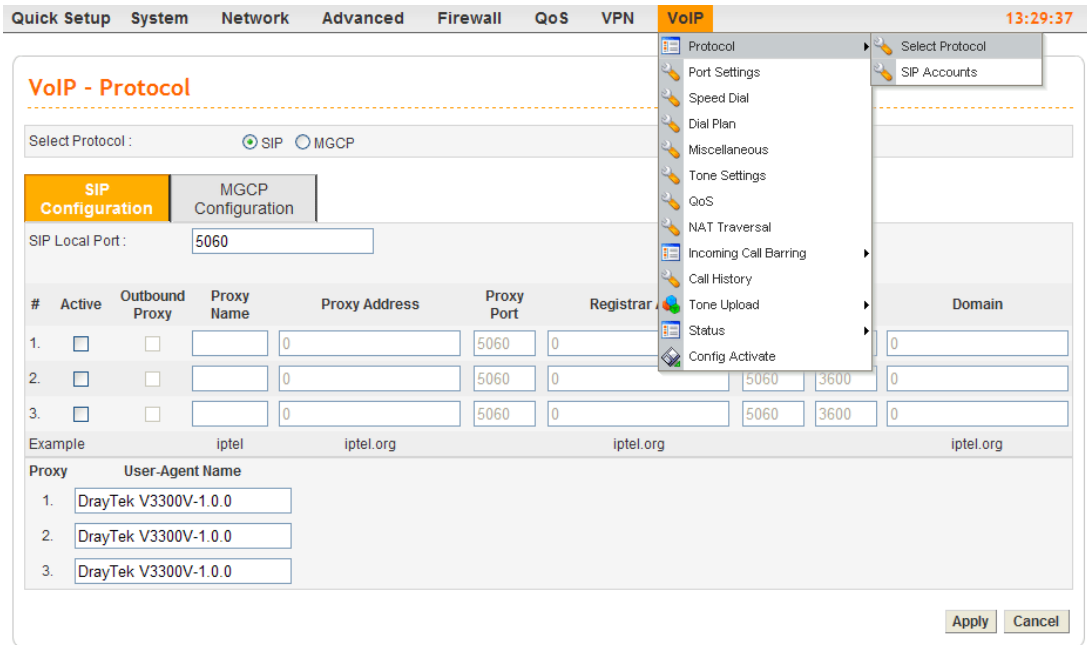 Quick Setup System Network Advanced Firewall QoS VPN VoIP 13:29:37
Protocol
Port Settings
Speed Dial
Dial Plan
Miscellaneous
Tone Settings
QoS
NAT Traversal
Incoming Call Barring
Call History
Tone Upload
Status
Config Activate
Select Protocol
SIP Accounts
VoIP - Protocol
Select Protocol : SIP MGCP
SIP
Configuration
MGCP
Configuration
SIP Local Port : 5060
# Active Outbound Proxy Proxy Name Proxy Address Proxy Port Registrar Domain
1. 0 5060 0 0
2. 0 5060 0 5060 3600 0
3. 0 5060 0 5060 3600 0
Example iptel iptel.org iptel.org iptel.org
Proxy User-Agent Name
1. DrayTek V3300V-1.0.0
2. DrayTek V3300V-1.0.0
3. DrayTek V3300V-1.0.0
Apply Cancel